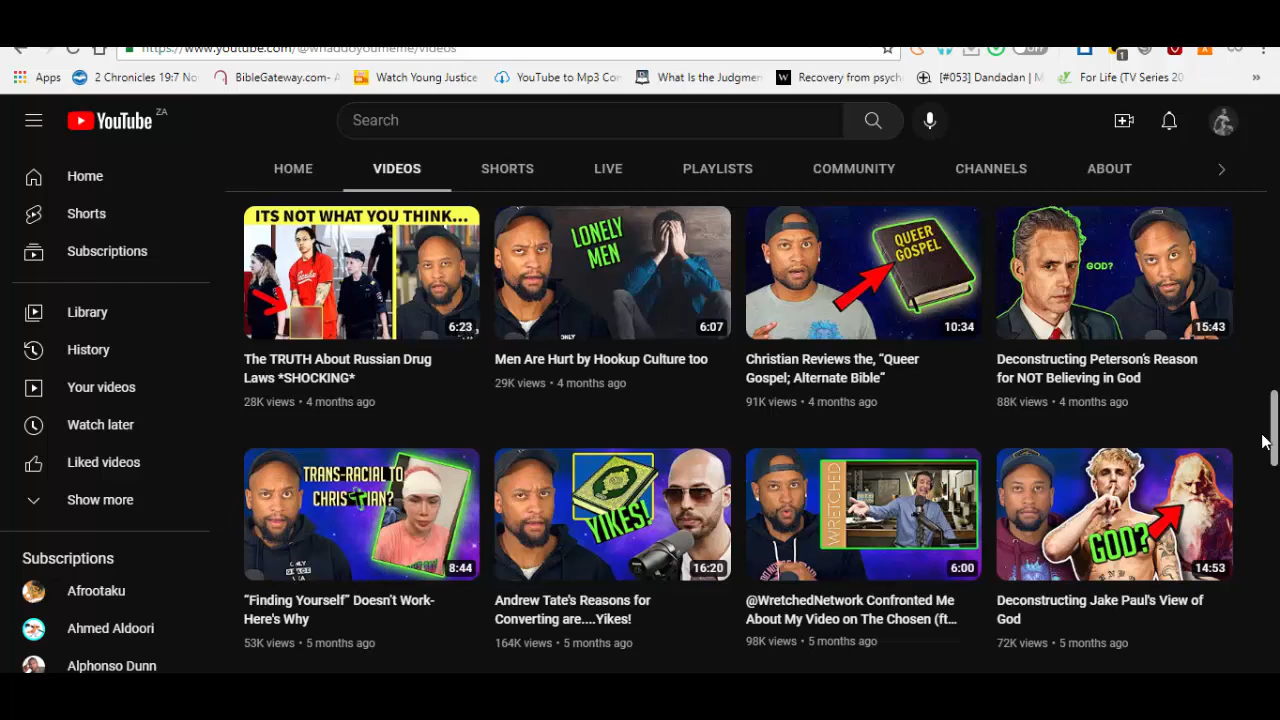 https://www.youtube.com/@whaddoyoumeme/videos
Apps
2 Chronicles 19:7 No
BibleGateway.com- A
Watch Young Justice
YouTube to Mp3 Con
What Is the Judgmen
Recovery from psych
[#053] Dandadan | M
For Life (TV Series 20
»
YouTube ZA
Search
HOME
VIDEOS
SHORTS
LIVE
PLAYLISTS
COMMUNITY
CHANNELS
ABOUT
Home
Shorts
Subscriptions
Library
History
Your videos
Watch later
Liked videos
Show more
Subscriptions
Afrootaku
Ahmed Aldoori
Alphonso Dunn
ITS NOT WHAT YOU THINK...
6:23
The TRUTH About Russian Drug
Laws *SHOCKING*
28K views • 4 months ago
LONELY
MEN
6:07
Men Are Hurt by Hookup Culture too
29K views • 4 months ago
QUEER
GOSPEL
10:34
Christian Reviews the, “Queer
Gospel; Alternate Bible”
91K views • 4 months ago
GOD?
15:43
Deconstructing Peterson's Reason
for NOT Believing in God
88K views • 4 months ago
TRANS-RACIAL TO
CHRISTIAN?
8:44
“Finding Yourself” Doesn't Work-
Here's Why
53K views • 5 months ago
YIKES!
16:20
Andrew Tate's Reasons for
Converting are....Yikes!
164K views • 5 months ago
WRETCHED
6:00
@WretchedNetwork Confronted Me
About My Video on The Chosen (ft...
98K views • 5 months ago
GOD?
14:53
Deconstructing Jake Paul's View of
God
72K views • 5 months ago